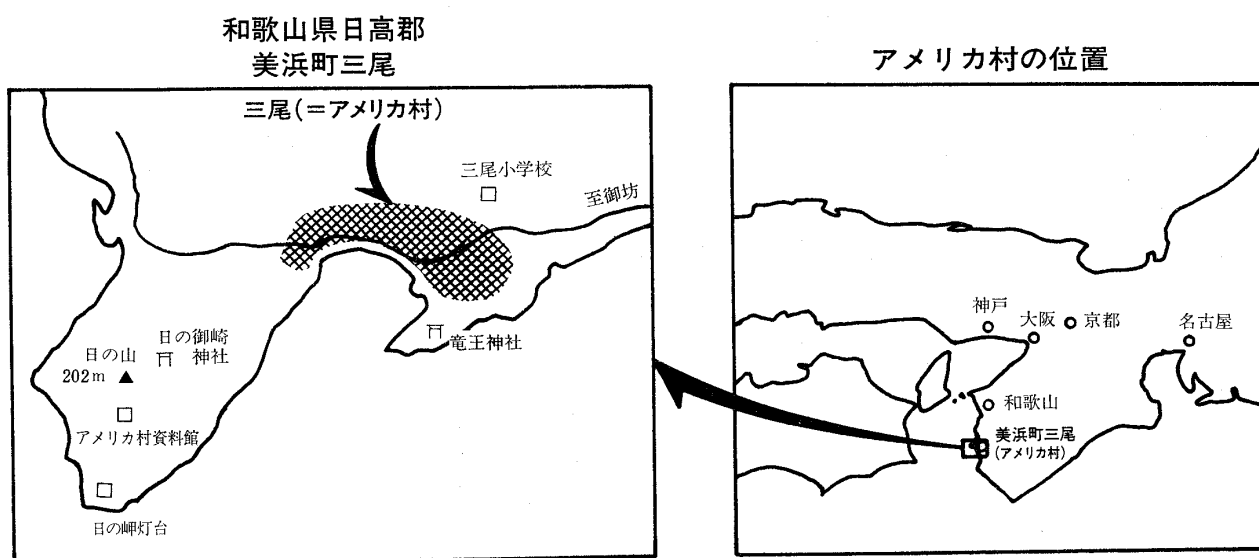 和歌山県日高郡
美浜町三尾
三尾(=アメリカ村)
三尾小学校
至御坊
日の御崎
神社
日の山
202m
竜王神社
アメリカ村資料館
日の岬灯台
アメリカ村の位置
神戸
大阪
京都
名古屋
和歌山
美浜町三尾
(アメリカ村)